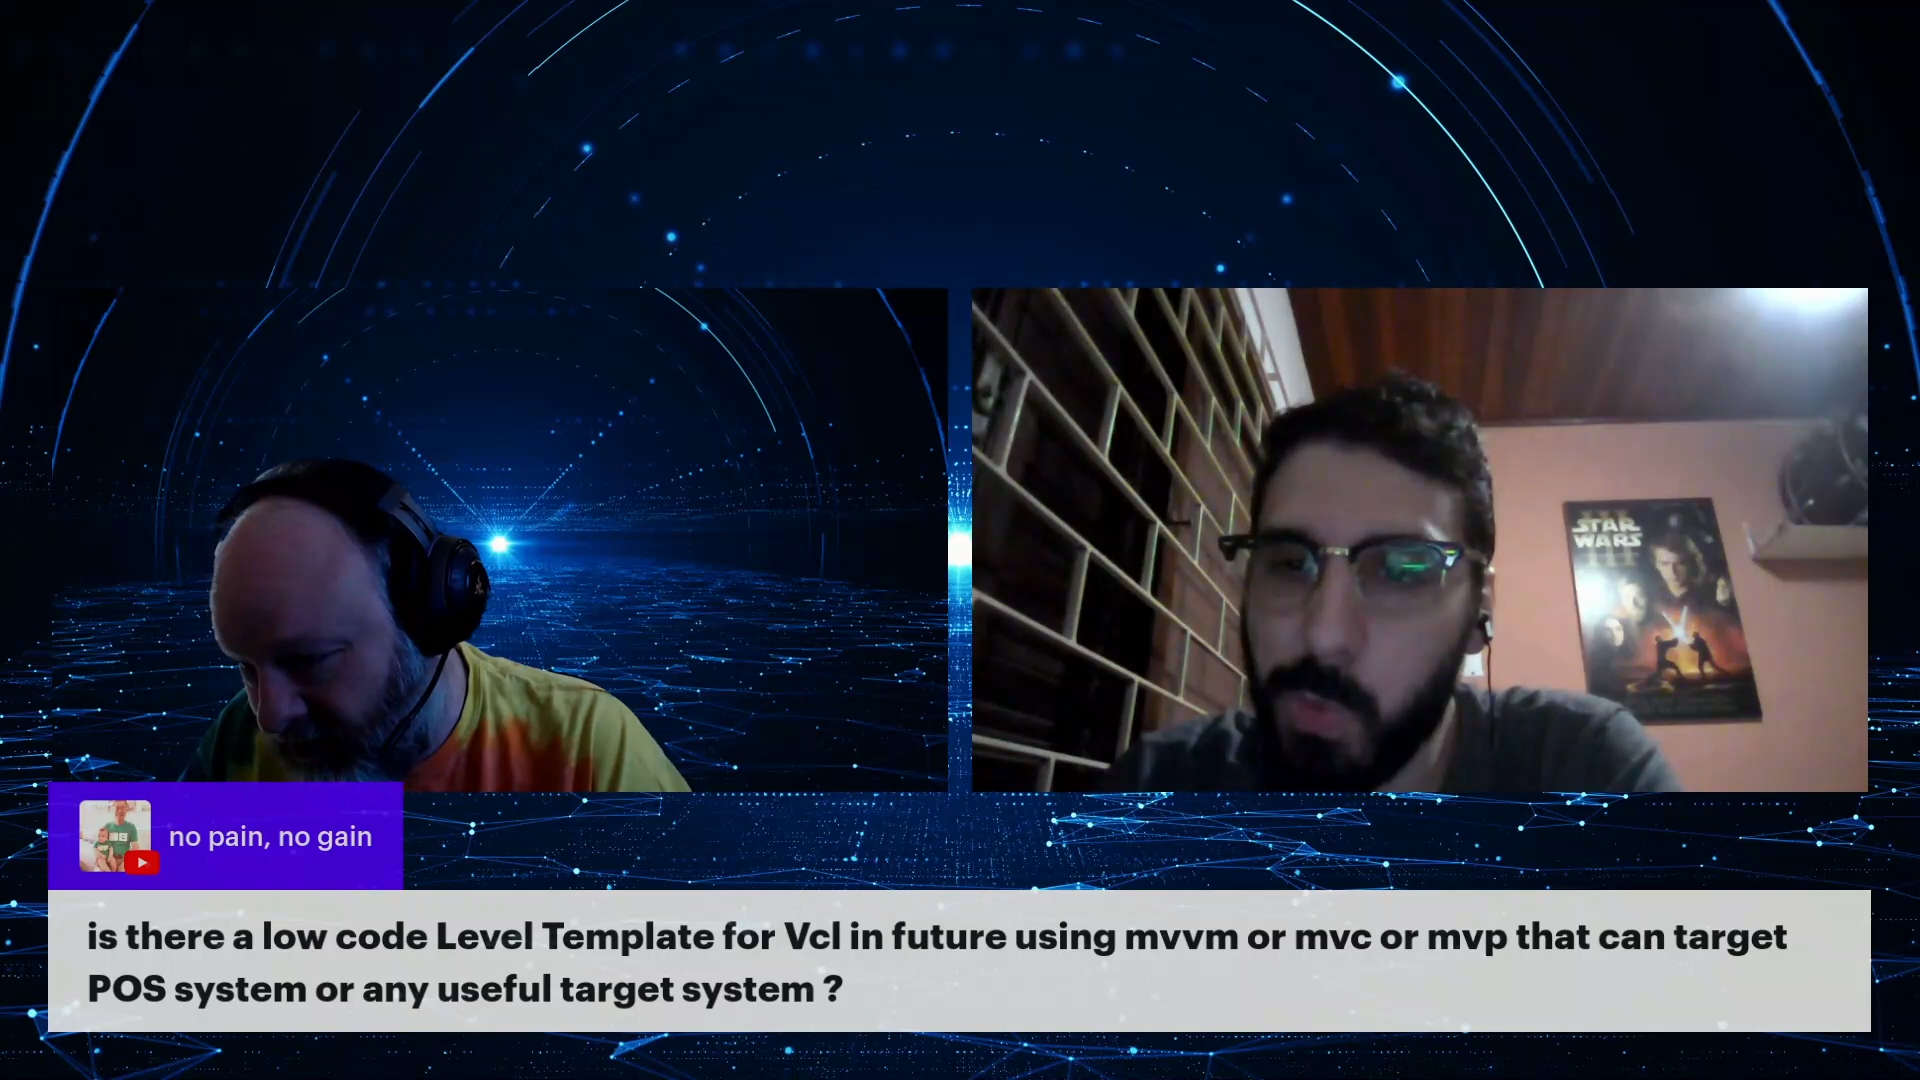 STAR
WARS
III
no pain, no gain
is there a low code Level Template for Vcl in future using mvvm or mvc or mvp that can target
POS system or any useful target system ?